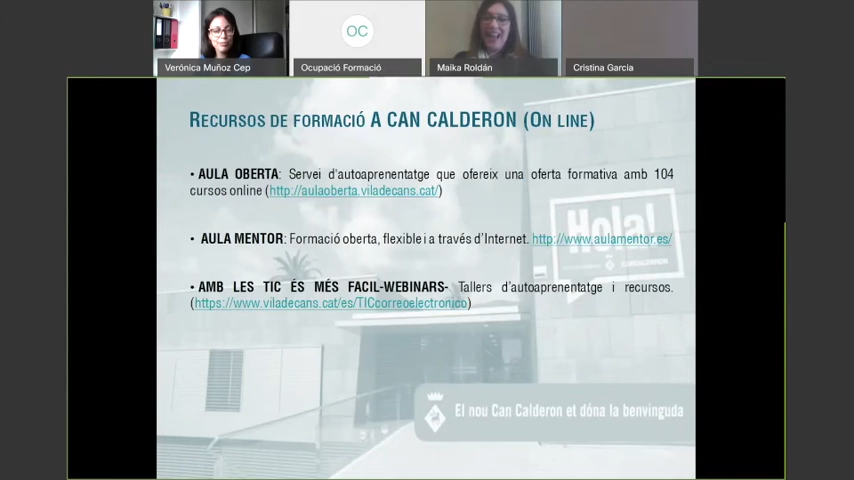 OC
Verónica Muñoz Cep
Ocupació Formació
Maika Roldán
Cristina Garcia
RECURSOS DE FORMACIÓ A CAN CALDERON (ON LINE)
• AULA OBERTA: Servei d'autoaprenentatge que ofereix una oferta formativa amb 104
cursos online (http://aulaoberta.viladecans.cat/)
• AULA MENTOR: Formació oberta, flexible i a través d'Internet. http://www.aulamentor.es/
• AMB LES TIC ÉS MÉS FACIL-WEBINARS- Tallers d'autoaprenentatge i recursos.
(https://www.viladecans.cat/es/TICcorreoelectronico)
Hola!
El nou Can Calderon et dóna la benvinguda